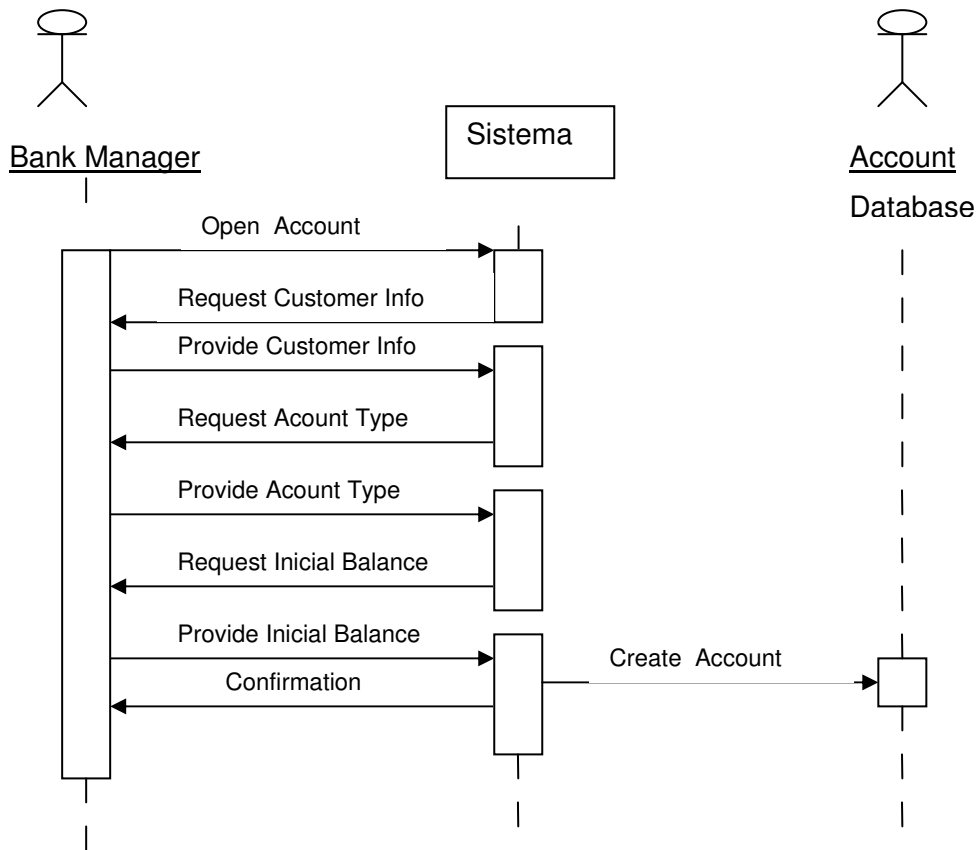 Sistema
Bank Manager
Account
Database
Open Account
Request Customer Info
Provide Customer Info
Request Acount Type
Provide Acount Type
Request Inicial Balance
Provide Inicial Balance
Create Account
Confirmation